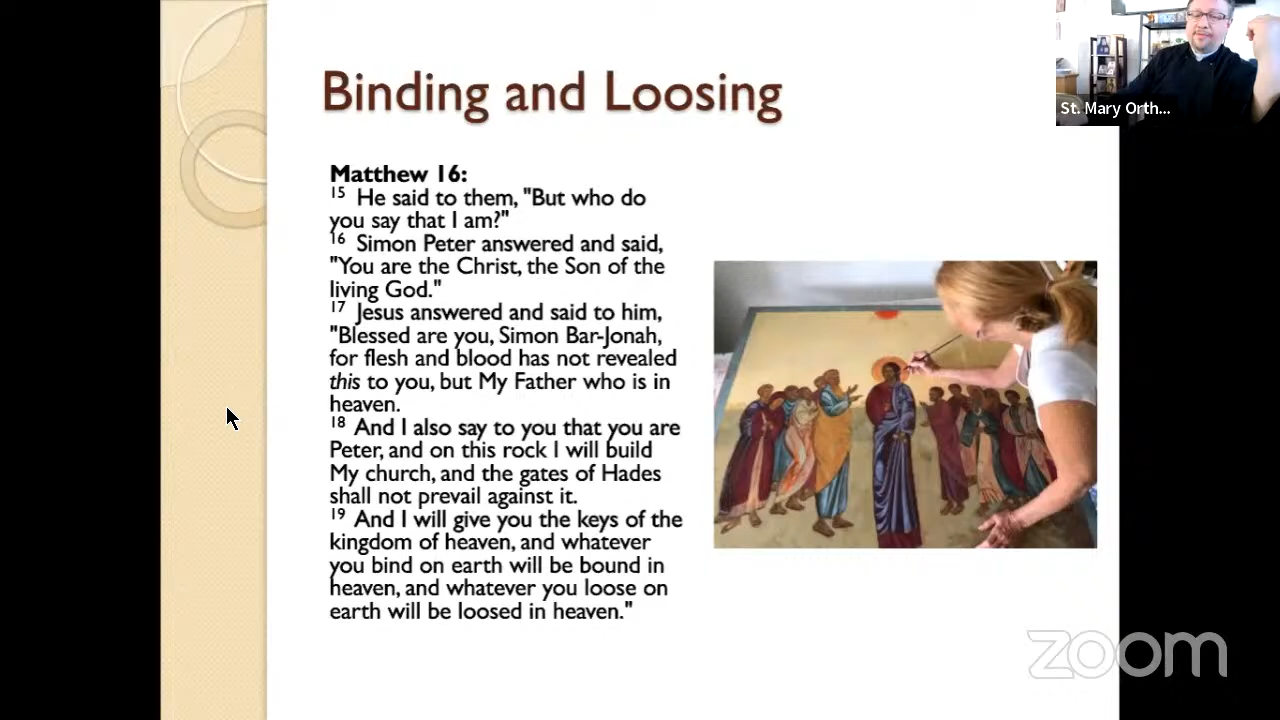 Binding and Loosing
St. Mary Orth...
Matthew 16:
15 He said to them, "But who do
you say that I am?"
16 Simon Peter answered and said,
"You are the Christ, the Son of the
living God."
17 Jesus answered and said to him,
"Blessed are you, Simon Bar-Jonah,
for flesh and blood has not revealed
this to you, but My Father who is in
heaven.
18 And I also say to you that you are
Peter, and on this rock I will build
My church, and the gates of Hades
shall not prevail against it.
19 And I will give you the keys of the
kingdom of heaven, and whatever
you bind on earth will be bound in
heaven, and whatever you loose on
earth will be loosed in heaven."
zoom